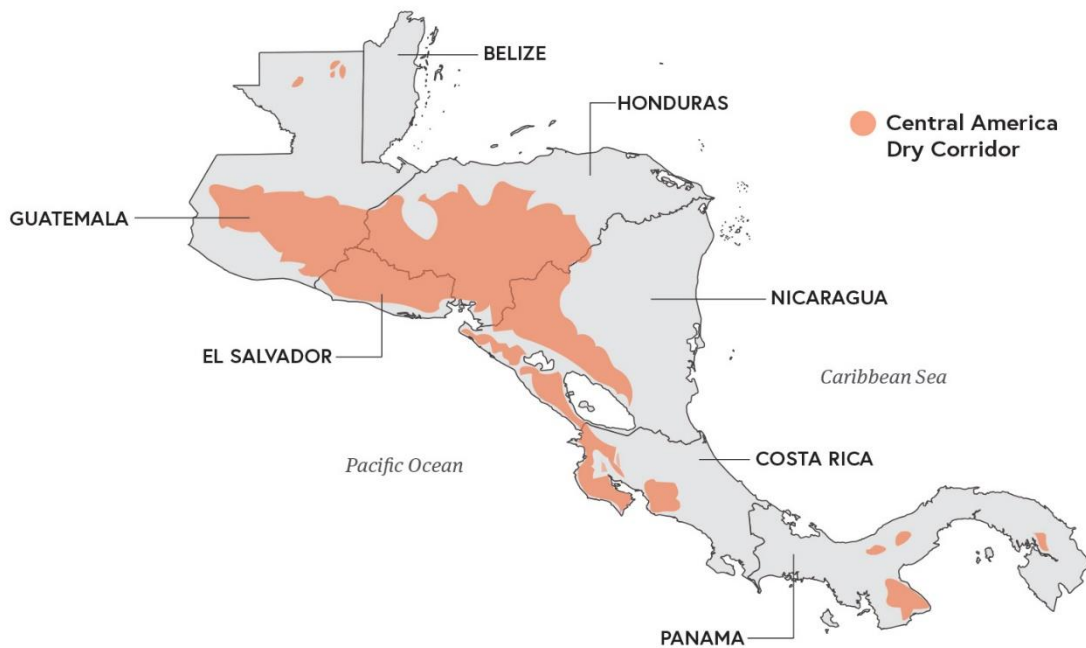 BELIZE
HONDURAS
Central America
Dry Corridor
GUATEMALA
NICARAGUA
EL SALVADOR
Caribbean Sea
COSTA RICA
Pacific Ocean
PANAMA